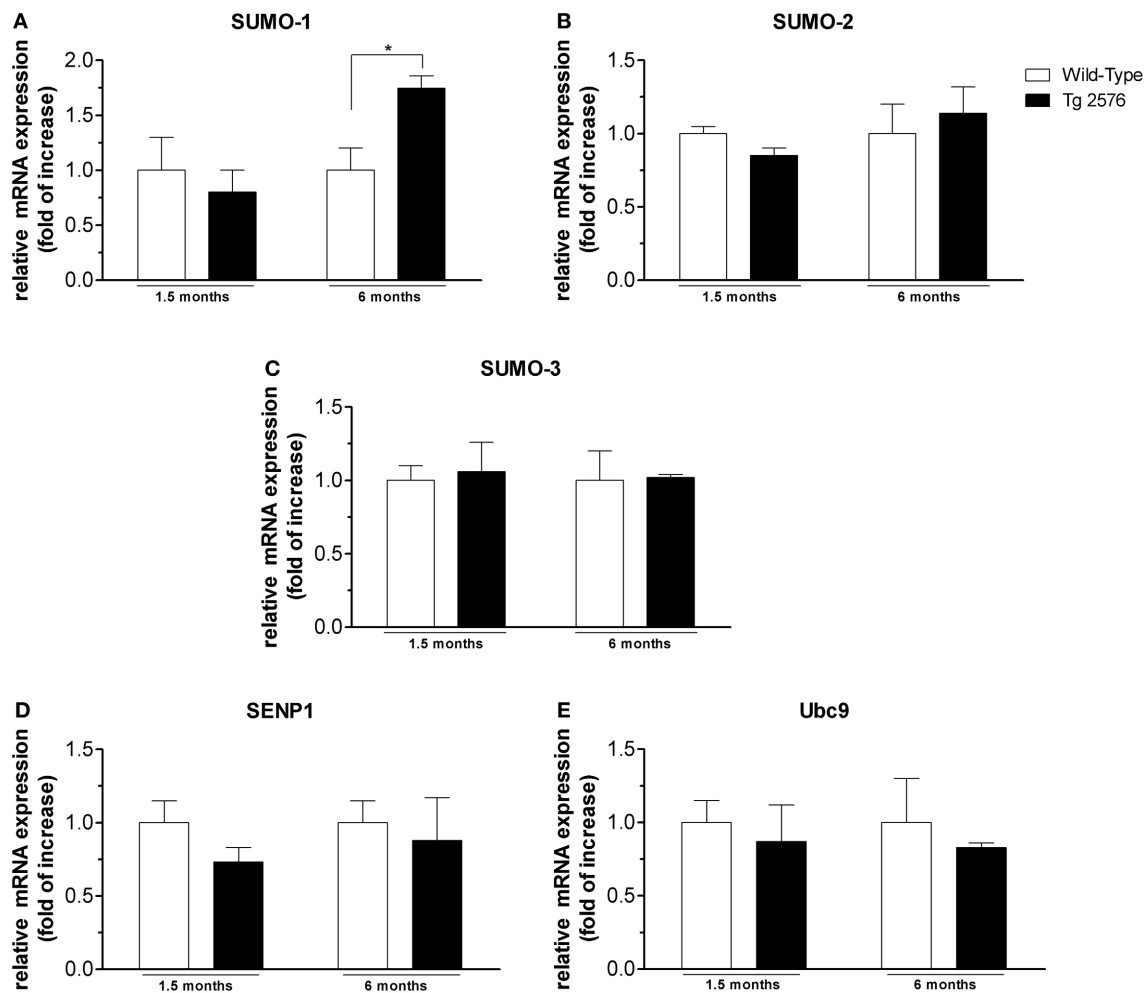 A
SUMO-1
relative mRNA expression
(fold of increase)
2.0
1.5
1.0
0.5
0.0
*
1.5 months
6 months
B
SUMO-2
relative mRNA expression
(fold of increase)
1.5
1.0
0.5
0.0
1.5 months
6 months
Wild-Type
Tg 2576
C
SUMO-3
relative mRNA expression
(fold of increase)
1.5
1.0
0.5
0.0
1.5 months
6 months
D
SENP1
relative mRNA expression
(fold of increase)
1.5
1.0
0.5
0.0
1.5 months
6 months
E
Ubc9
relative mRNA expression
(fold of increase)
1.5
1.0
0.5
0.0
1.5 months
6 months